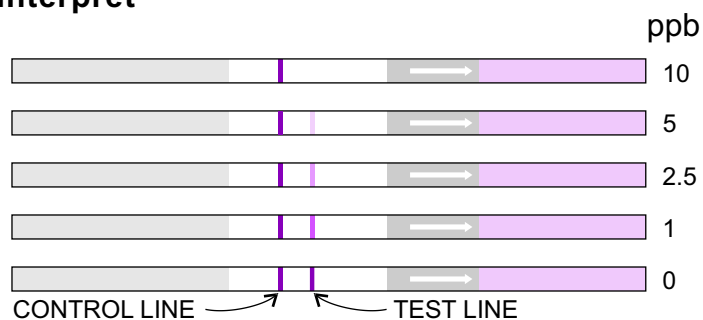 Interpret
ppb
10
5
2.5
1
0
CONTROL LINE
TEST LINE